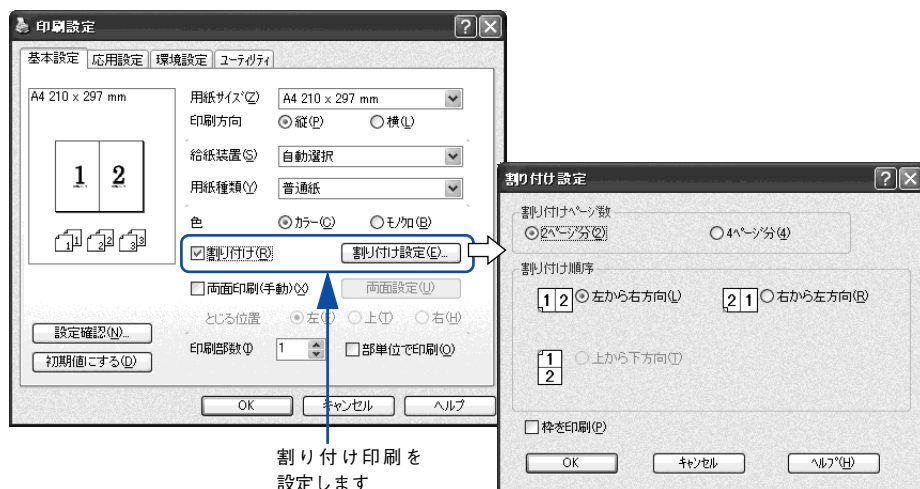 印刷設定
基本設定 応用設定 環境設定 ユーティリティ
A4 210 x 297 mm
1 2
1 1 2 2 3 3
設定確認(N)...
初期値にする(D)
用紙サイズ(Z) A4 210 x 297 mm
印刷方向 縦(P) 横(L)
給紙装置(S) 自動選択
用紙種類(Y) 普通紙
色 カラー(C) モノクロ(B)
割り付け(R) 割り付け設定(E)...
両面印刷(手動)(X) 両面設定(U)
とじる位置 左(F) 上(T) 右(H)
印刷部数(I) 1 部単位で印刷(O)
OK キャンセル ヘルプ
割り付け印刷を
設定します
割り付け設定
割り付けページ数
2ページ分(2) 4ページ分(4)
割り付け順序
1 2 左から右方向(L) 2 1 右から左方向(R)
1
2 上から下方向(T)
枠を印刷(P)
OK キャンセル ヘルプ(H)